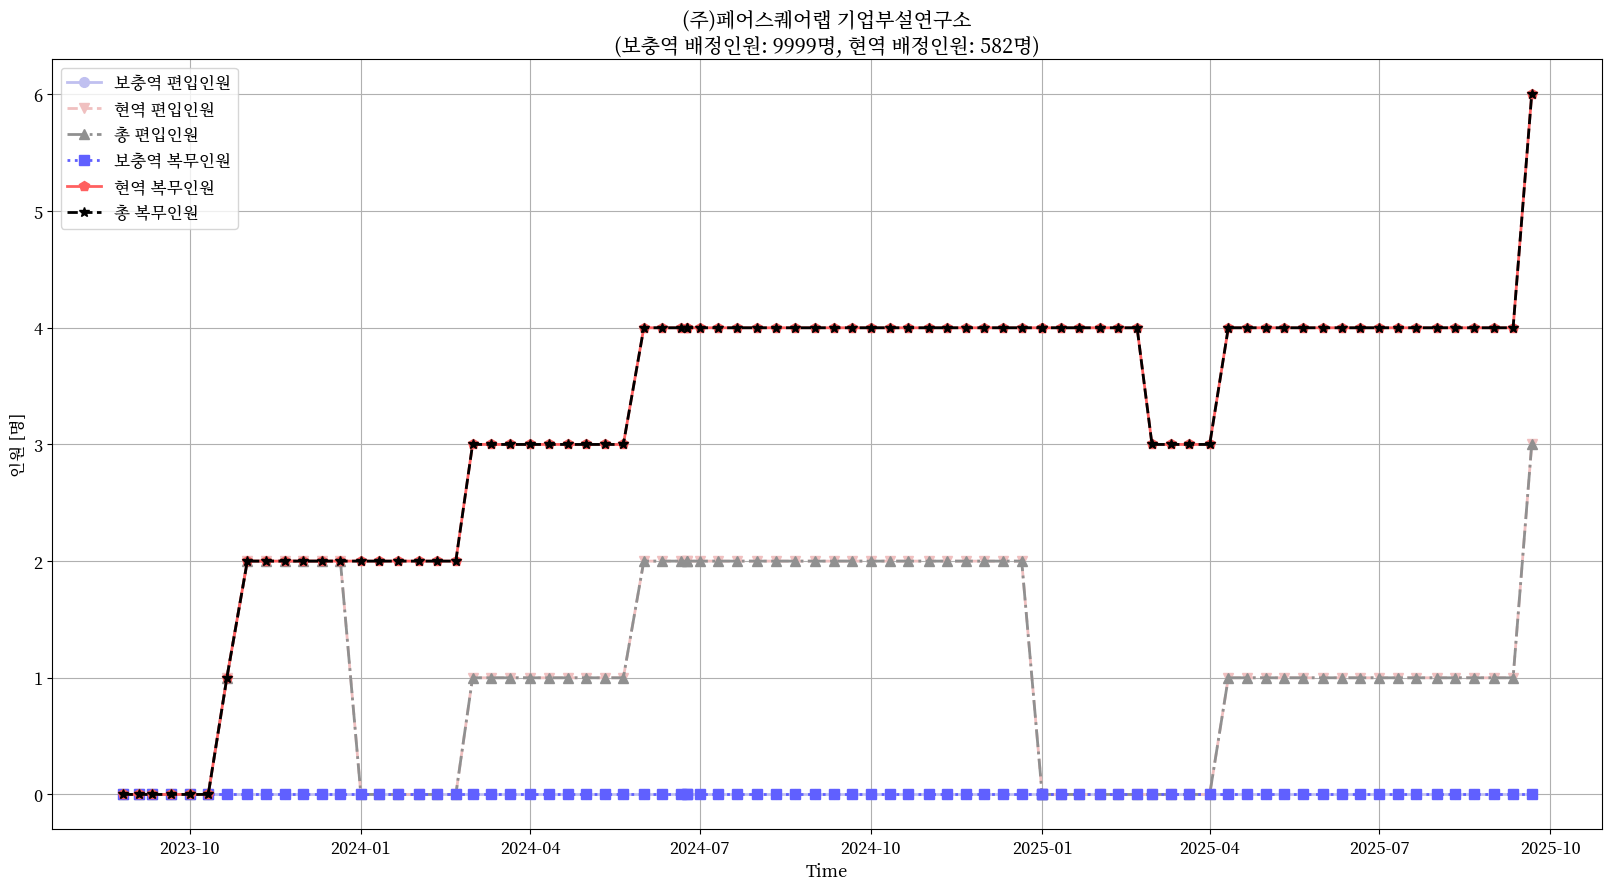 (주)페어스퀘어랩 기업부설연구소
(보충역 배정인원: 9999명, 현역 배정인원: 582명)
보충역 편입인원
현역 편입인원
총 편입인원
보충역 복무인원
현역 복무인원
총 복무인원
6
5
4
3
2
1
0
인원 [명]
2023-10
2024-01
2024-04
2024-07
2024-10
2025-01
2025-04
2025-07
2025-10
Time